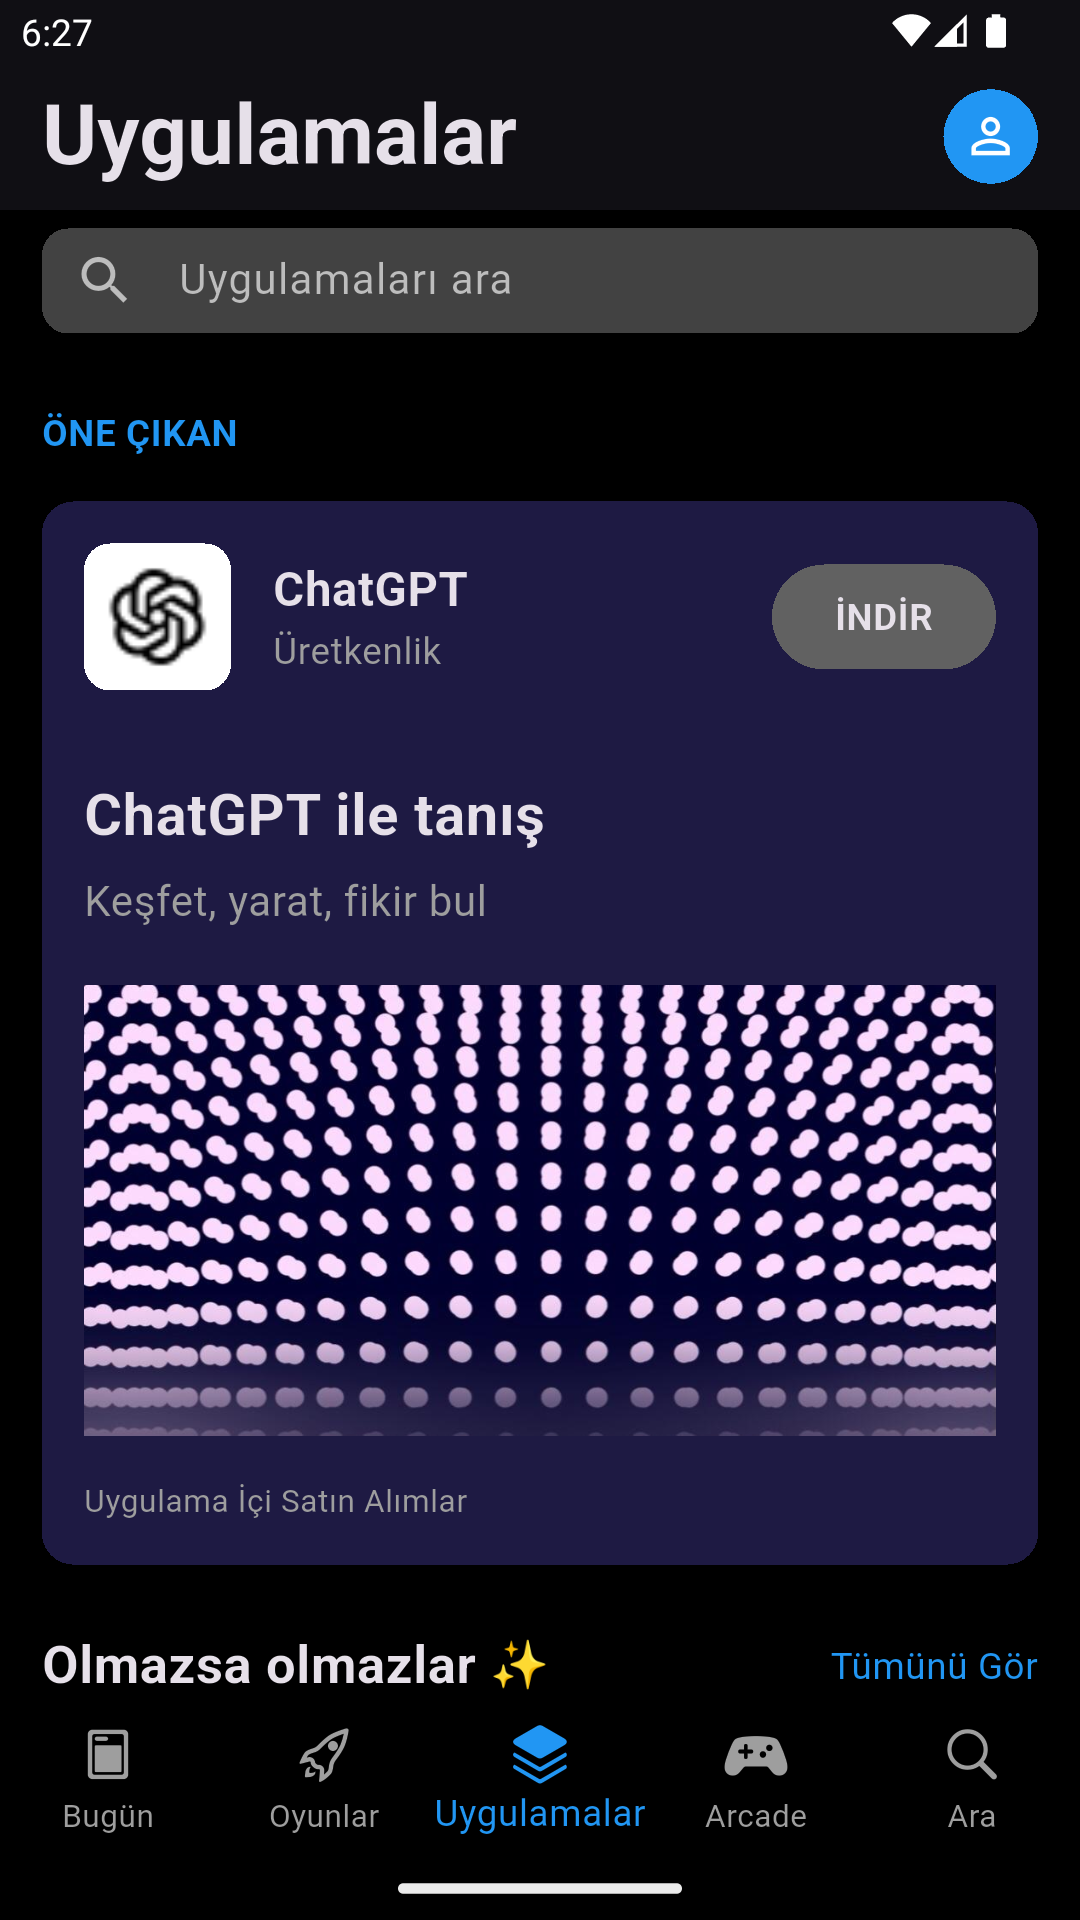 6:27
Uygulamalar
Uygulamaları ara
ÖNE ÇIKAN
ChatGPT
Üretkenlik
İNDİR
ChatGPT ile tanış
Keşfet, yarat, fikir bul
Uygulama İçi Satın Alımlar
Olmazsa olmazlar ✨
Tümünü Gör
Bugün
Oyunlar
Uygulamalar
Arcade
Ara